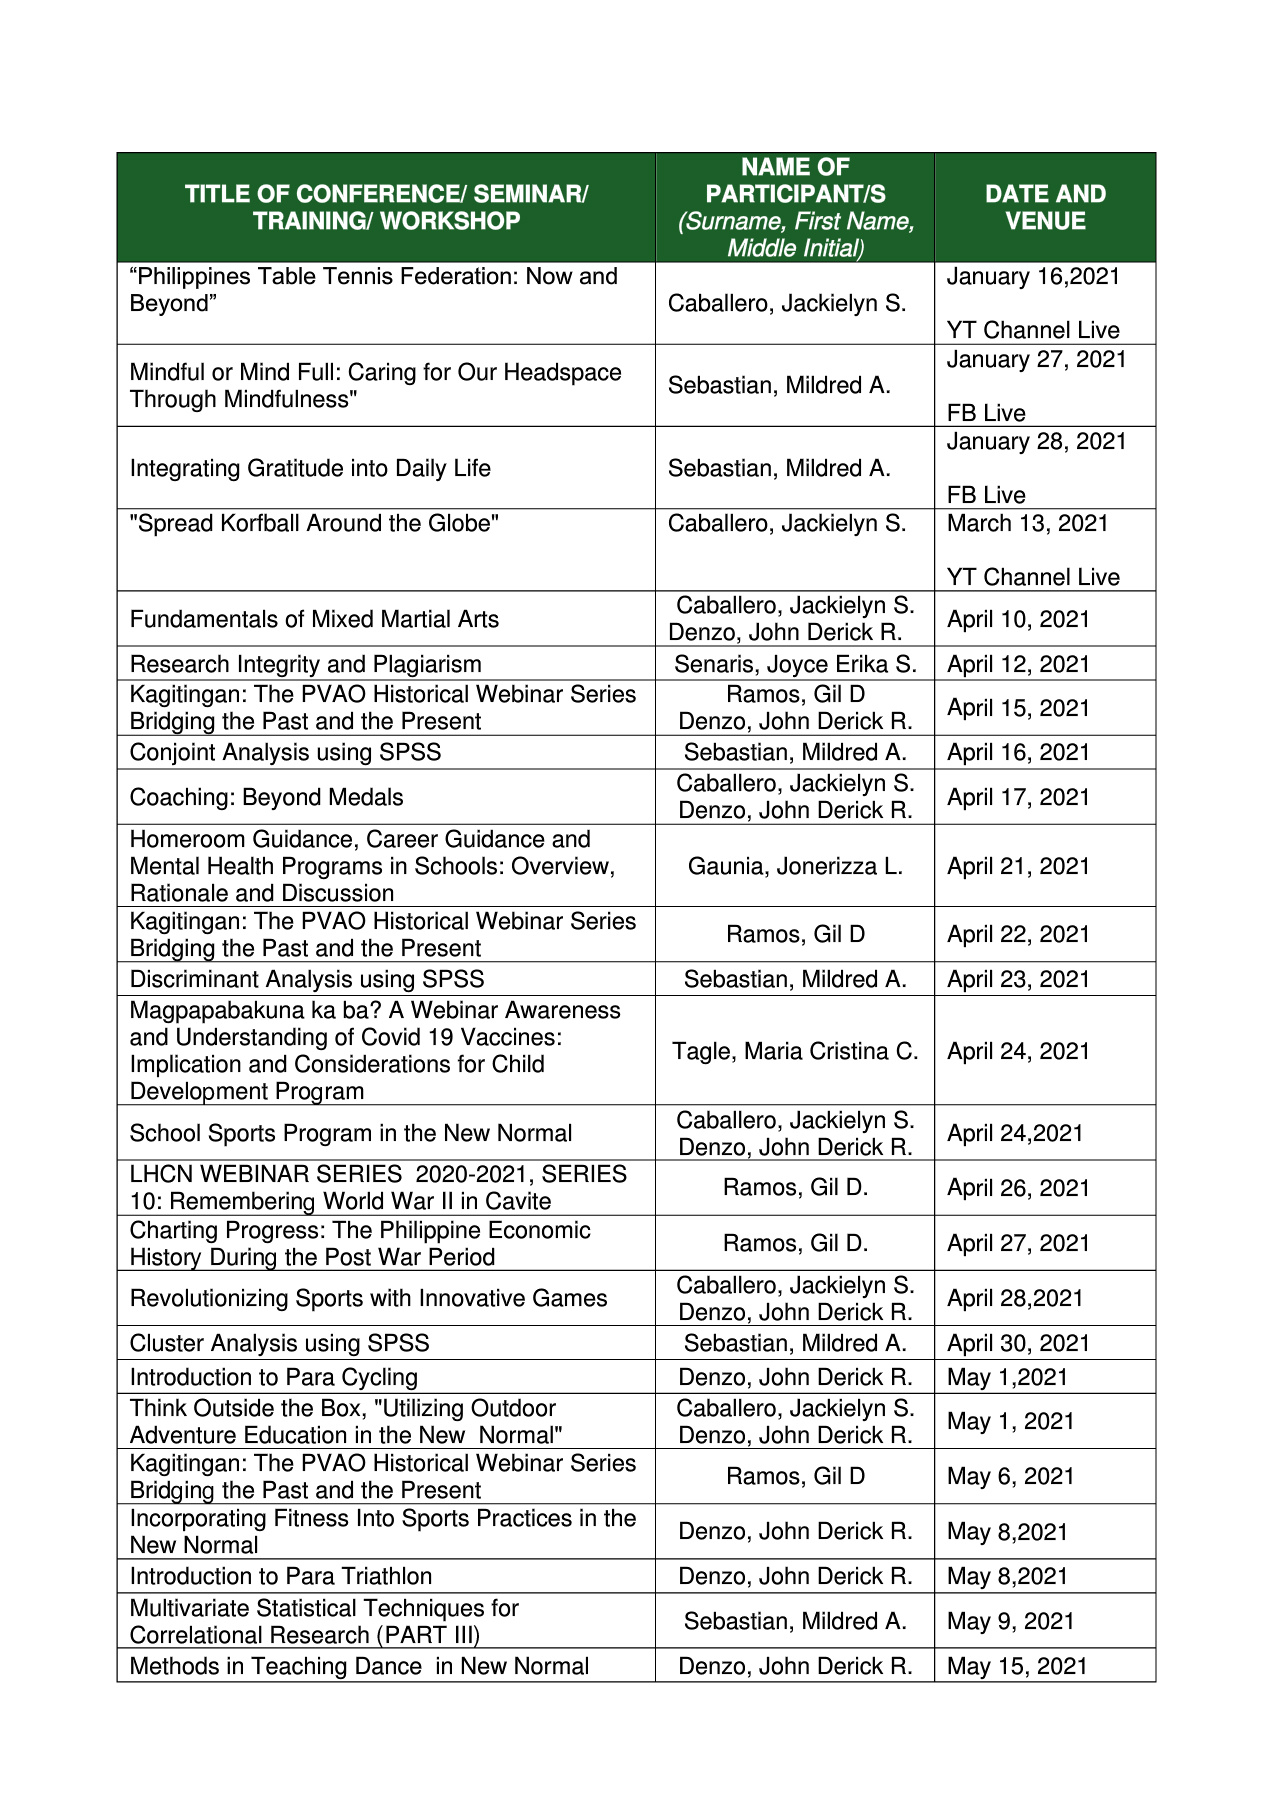 TITLE OF CONFERENCE/ SEMINAR/
TRAINING/ WORKSHOP
NAME OF
PARTICIPANT/S
(Surname, First Name,
Middle Initial)
DATE AND
VENUE
“Philippines Table Tennis Federation: Now and
Beyond”
Caballero, Jackielyn S.
January 16,2021
YT Channel Live
Mindful or Mind Full: Caring for Our Headspace
Through Mindfulness"
Sebastian, Mildred A.
January 27, 2021
FB Live
Integrating Gratitude into Daily Life
Sebastian, Mildred A.
January 28, 2021
FB Live
"Spread Korfball Around the Globe"
Caballero, Jackielyn S.
March 13, 2021
YT Channel Live
Fundamentals of Mixed Martial Arts
Caballero, Jackielyn S.
Denzo, John Derick R.
April 10, 2021
Research Integrity and Plagiarism
Senaris, Joyce Erika S.
April 12, 2021
Kagitingan: The PVAO Historical Webinar Series
Bridging the Past and the Present
Ramos, Gil D
Denzo, John Derick R.
April 15, 2021
Conjoint Analysis using SPSS
Sebastian, Mildred A.
April 16, 2021
Coaching: Beyond Medals
Caballero, Jackielyn S.
Denzo, John Derick R.
April 17, 2021
Homeroom Guidance, Career Guidance and
Mental Health Programs in Schools: Overview,
Rationale and Discussion
Gaunia, Jonerizza L.
April 21, 2021
Kagitingan: The PVAO Historical Webinar Series
Bridging the Past and the Present
Ramos, Gil D
April 22, 2021
Discriminant Analysis using SPSS
Sebastian, Mildred A.
April 23, 2021
Magpapabakuna ka ba? A Webinar Awareness
and Understanding of Covid 19 Vaccines:
Implication and Considerations for Child
Development Program
Tagle, Maria Cristina C.
April 24, 2021
School Sports Program in the New Normal
Caballero, Jackielyn S.
Denzo, John Derick R.
April 24,2021
LHCN WEBINAR SERIES  2020-2021, SERIES
10: Remembering World War II in Cavite
Ramos, Gil D.
April 26, 2021
Charting Progress: The Philippine Economic
History During the Post War Period
Ramos, Gil D.
April 27, 2021
Revolutionizing Sports with Innovative Games
Caballero, Jackielyn S.
Denzo, John Derick R.
April 28,2021
Cluster Analysis using SPSS
Sebastian, Mildred A.
April 30, 2021
Introduction to Para Cycling
Denzo, John Derick R.
May 1,2021
Think Outside the Box, "Utilizing Outdoor
Adventure Education in the New  Normal"
Caballero, Jackielyn S.
Denzo, John Derick R.
May 1, 2021
Kagitingan: The PVAO Historical Webinar Series
Bridging the Past and the Present
Ramos, Gil D
May 6, 2021
Incorporating Fitness Into Sports Practices in the
New Normal
Denzo, John Derick R.
May 8,2021
Introduction to Para Triathlon
Denzo, John Derick R.
May 8,2021
Multivariate Statistical Techniques for
Correlational Research (PART III)
Sebastian, Mildred A.
May 9, 2021
Methods in Teaching Dance  in New Normal
Denzo, John Derick R.
May 15, 2021